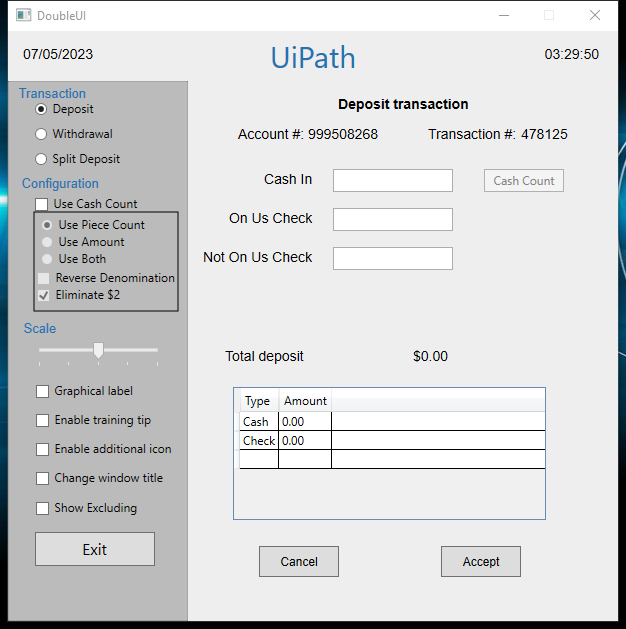 DoubleUI
07/05/2023
UiPath
03:29:50
Transaction
Deposit
Withdrawal
Split Deposit
Configuration
Use Cash Count
Use Piece Count
Use Amount
Use Both
Reverse Denomination
Eliminate $2
Scale
Graphical label
Enable training tip
Enable additional icon
Change window title
Show Excluding
Exit
Deposit transaction
Account #: 999508268 Transaction #: 478125
Cash In
Cash Count
On Us Check
Not On Us Check
Total deposit $0.00
Type Amount
Cash 0.00
Check 0.00
Cancel Accept